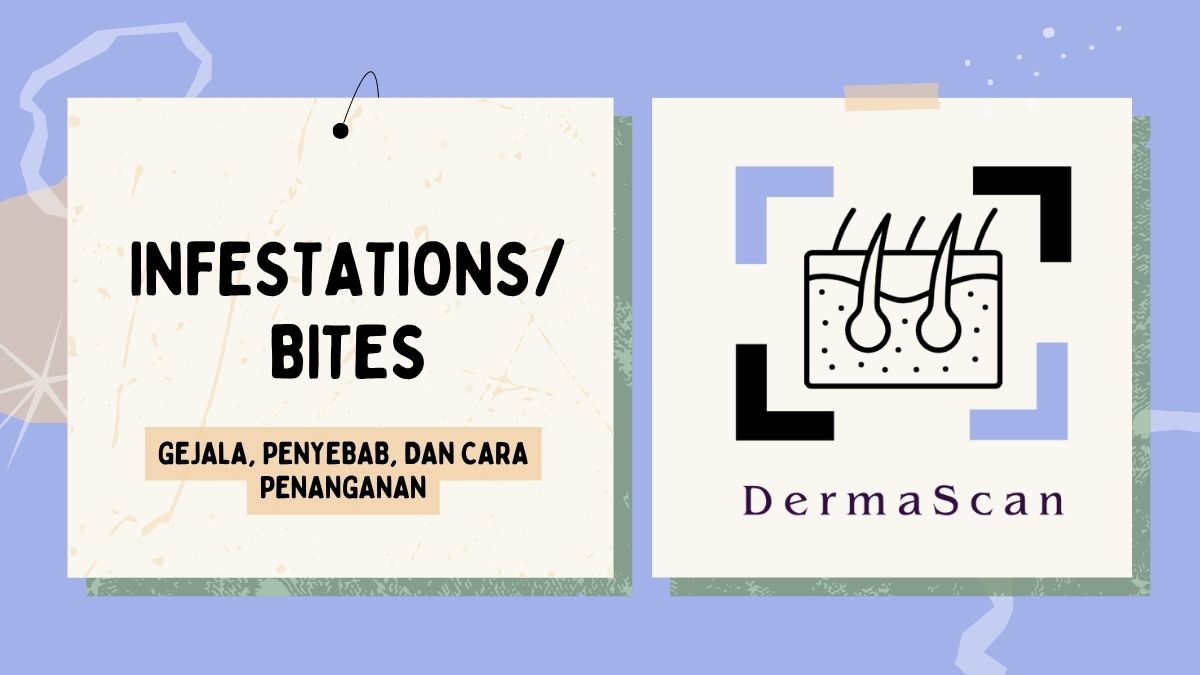 INFESTATIONS/
BITES
GEJALA, PENYEBAB, DAN CARA
PENANGANAN
DermaScan